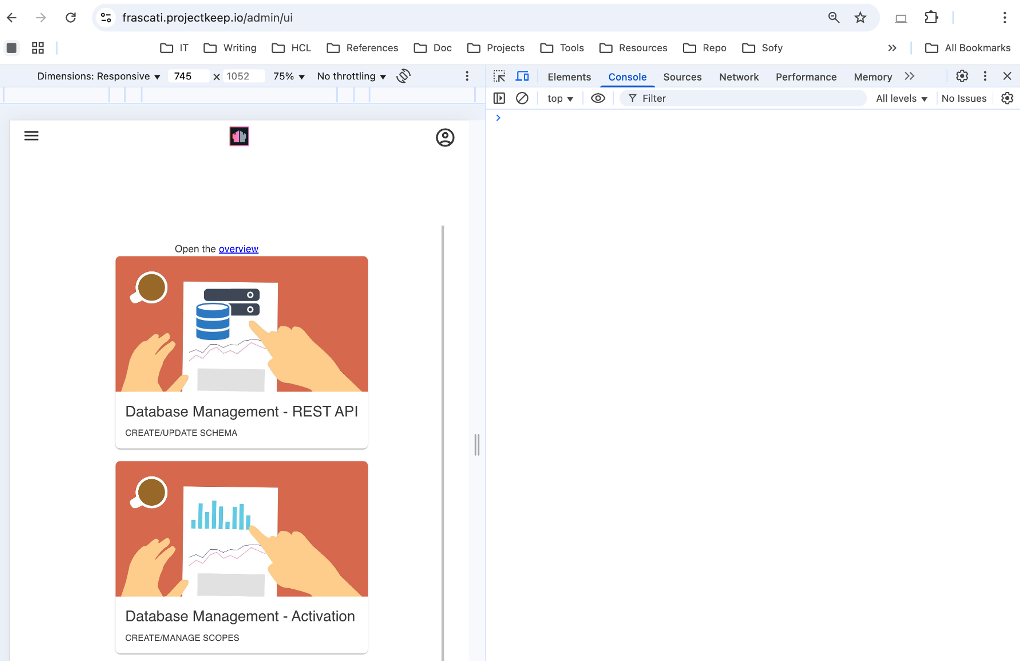 frascati.projectkeep.io/admin/ui
IT Writing HCL References Doc Projects Tools Resources Repo Sofy » All Bookmarks
Dimensions: Responsive ▼ 745 x 1052 75% ▼ No throttling ▼
Elements Console Sources Network Performance Memory »
top ▼ Filter All levels ▼ No Issues
Open the overview
Database Management - REST API
CREATE/UPDATE SCHEMA
Database Management - Activation
CREATE/MANAGE SCOPES